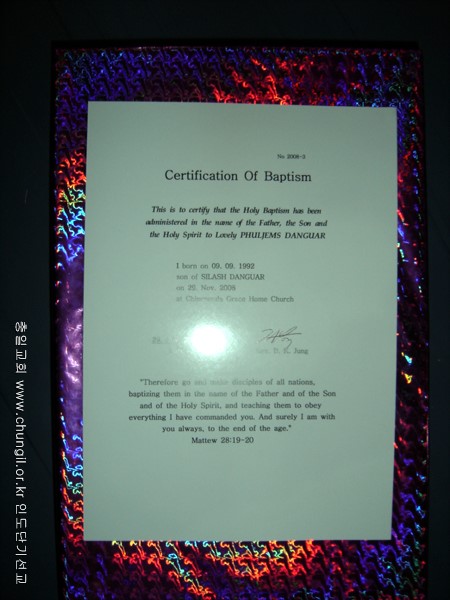 No 2006-3
Certification Of Baptism
This is to certify that the Holy Baptism has been
administered in the name of the Father, the Son and
the Holy Spirit to Lovely PHULJEMS DANGUAR
I born on 09. 09. 1992
son of SILASH DANGUAR
on 25. Nov. 2006
at Grace Home Church
D. K. Jung
"Therefore go and make disciples of all nations,
baptizing them in the name of the Father and of the Son
and of the Holy Spirit, and teaching them to obey
everything I have commanded you. And surely I am with
you always, to the end of the age."
Mattew 28:19-20
충일교회 www.chungil.or.kr 인도단기선교